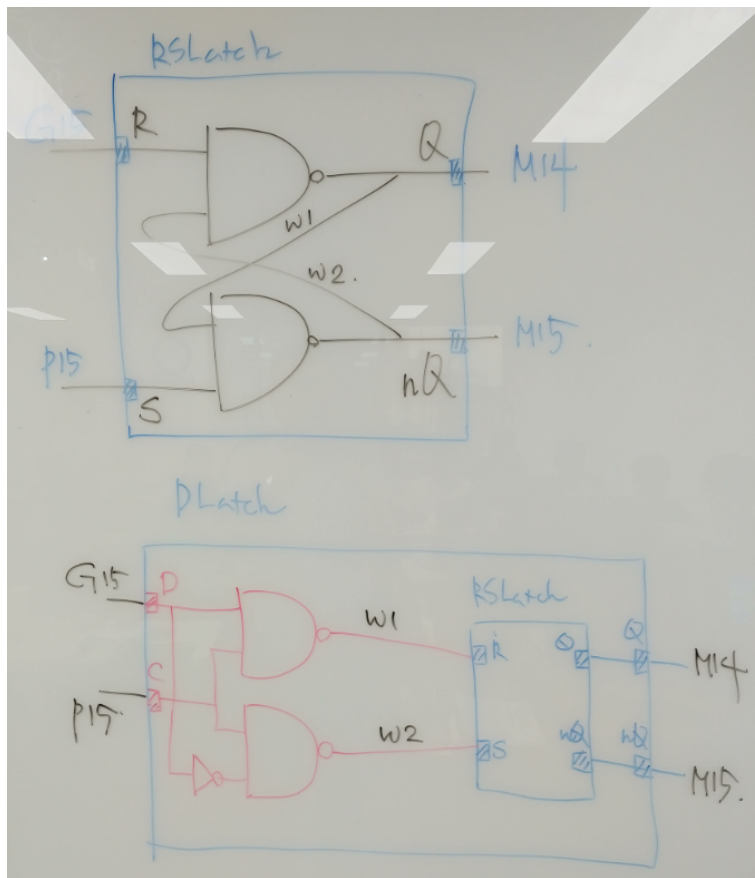 RSLatch
G15 R Q M14
W1
W2.
P15 S nQ M15.
DLatch
G15 D RSLatch
W1 R Q Q M14
C
P15. W2 S nQ nQ M15.